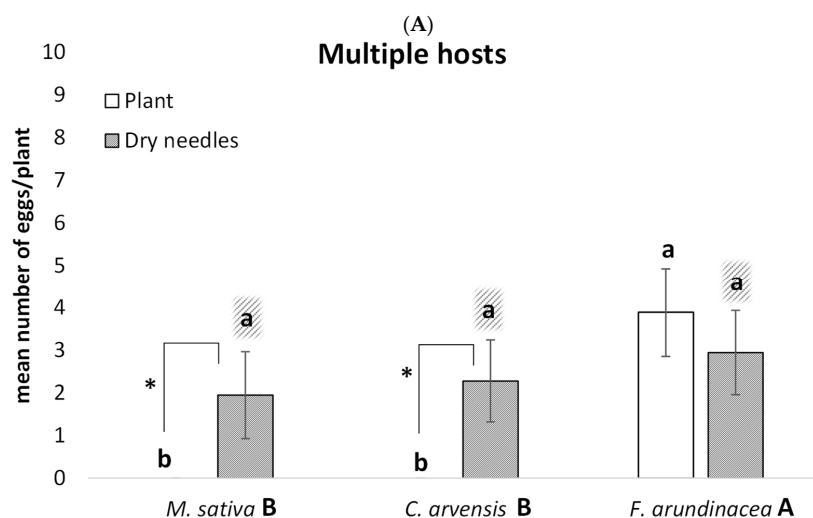 (A)
Multiple hosts
mean number of eggs/plant
10
9
8
7
6
5
4
3
2
1
0
Plant
Dry needles
* b a
* b a
a a
M. sativa B
C. arvensis B
F. arundinacea A